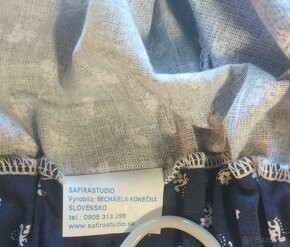 SAFIRASTUDIO
Vyrobila: MICHAELA KONEČNÁ
SLOVENSKO
tel.: 0905 313 298
www.safirastudio.sk